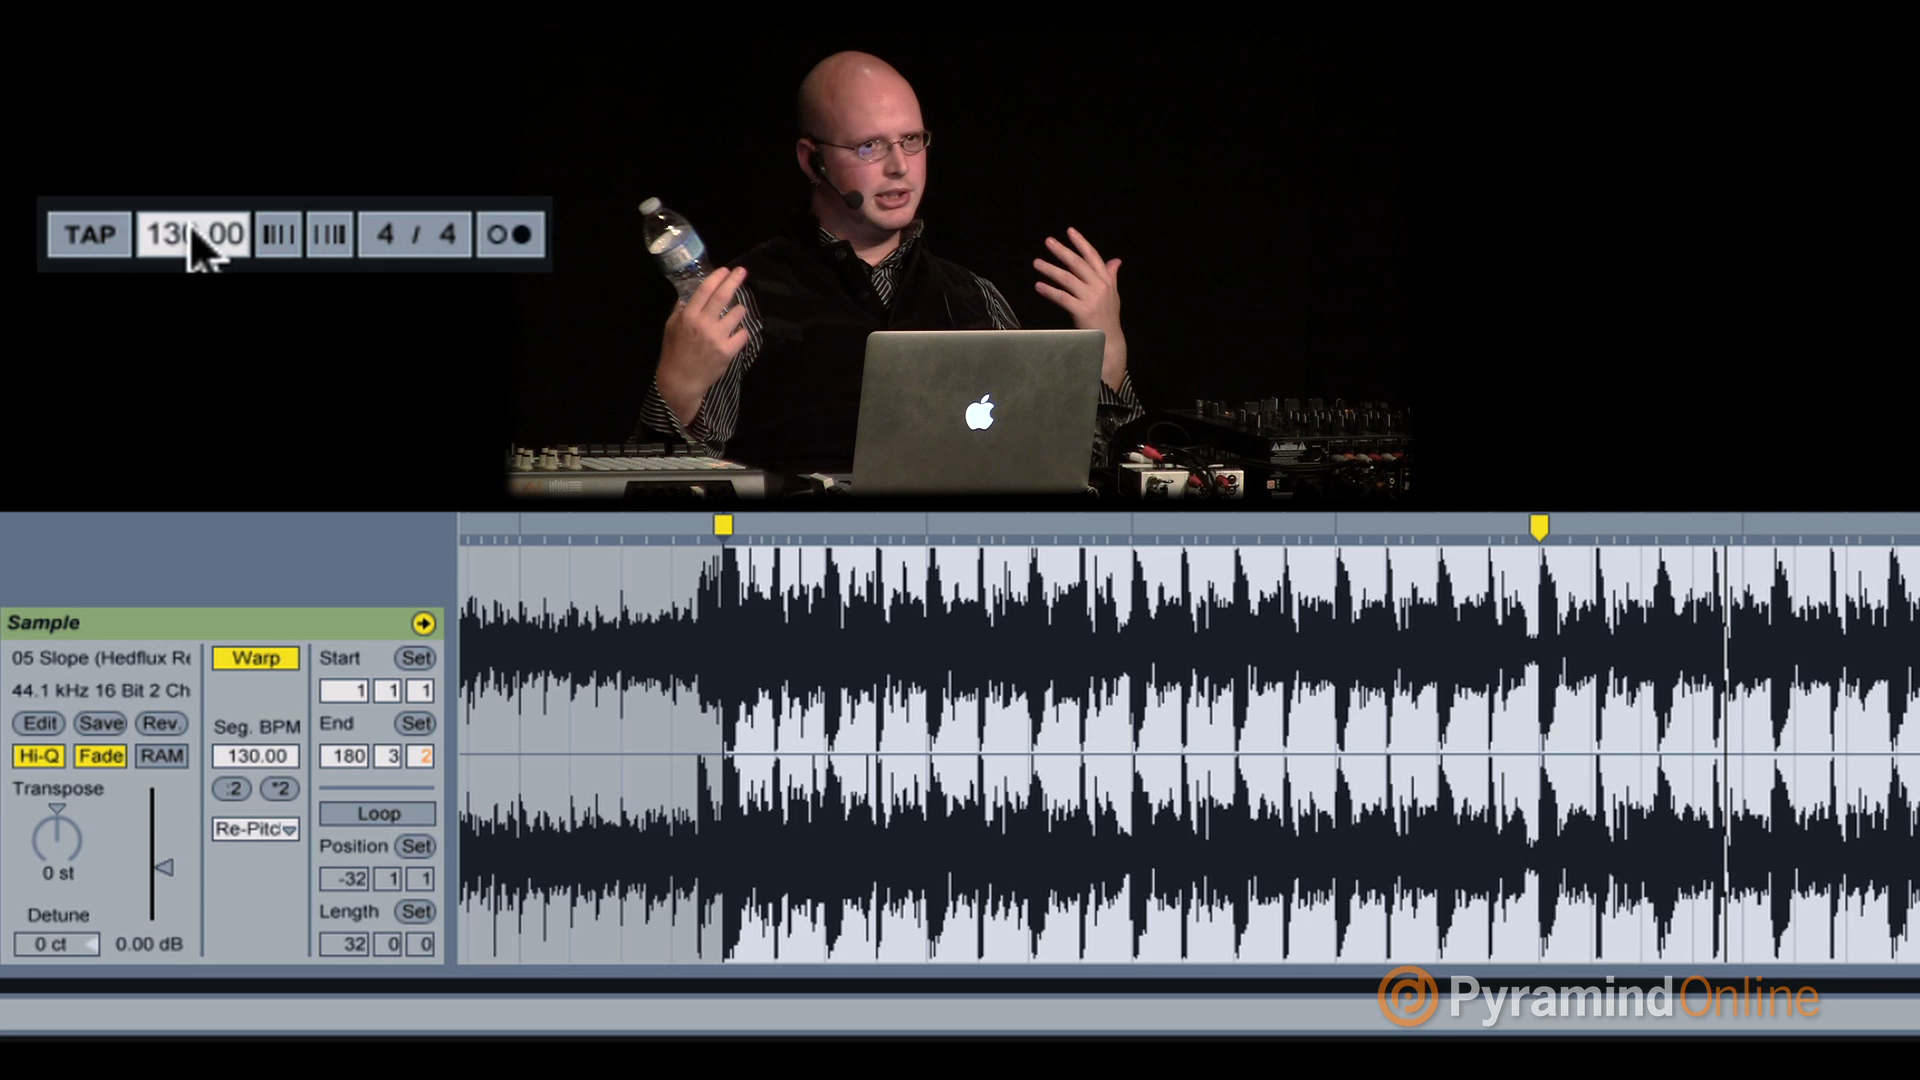 TAP 130.00 4 / 4
Sample
05 Slope (Hedflux Re
44.1 kHz 16 Bit 2 Ch
Edit Save Rev.
Hi-Q Fade RAM
Transpose
0 st
Detune
0 ct 0.00 dB
Warp
Seg. BPM
130.00
:2 *2
Re-Pitc
Start Set
1 1 1
End Set
180 3 2
Loop
Position Set
-32 1 1
Length Set
32 0 0
PyramindOnline